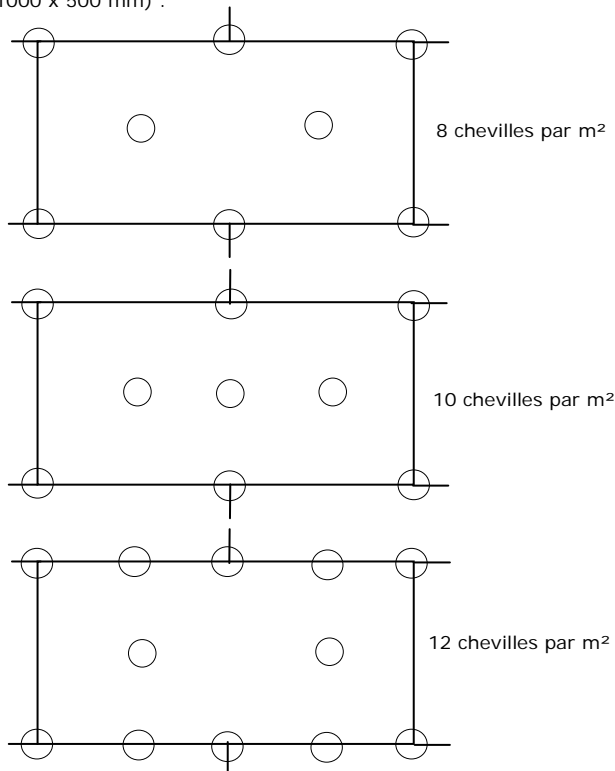 1000 x 500 mm) :
8 chevilles par m²
10 chevilles par m²
12 chevilles par m²